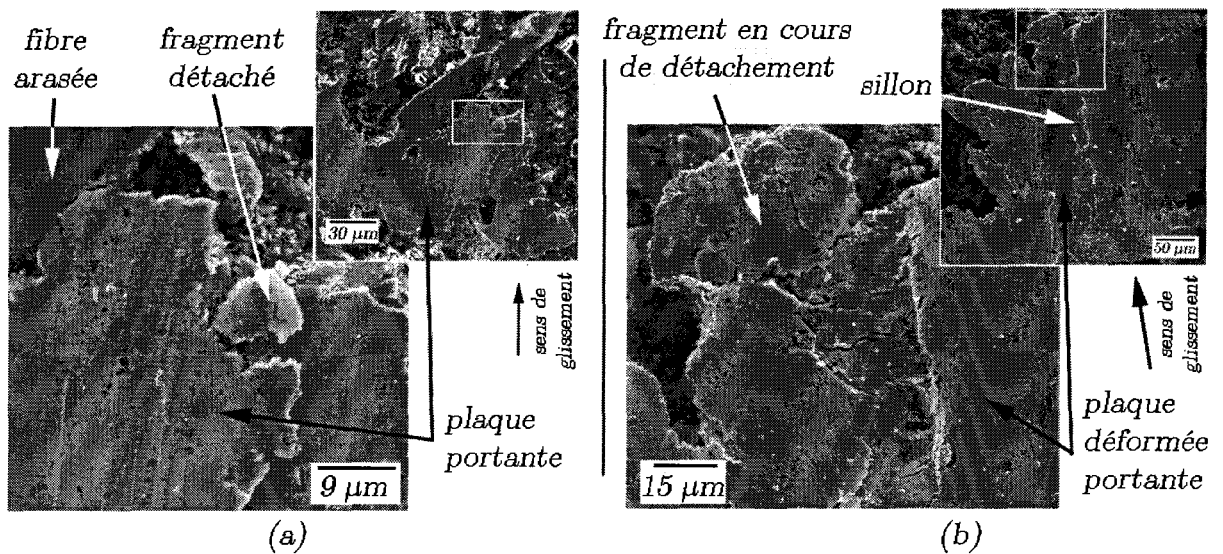 fibre
arasée
fragment
détaché
30 μm
sens de
glissement
plaque
portante
9 μm
(a)
fragment en cours
de détachement
sillon
50 μm
sens de
glissement
plaque
déformée
portante
15 μm
(b)